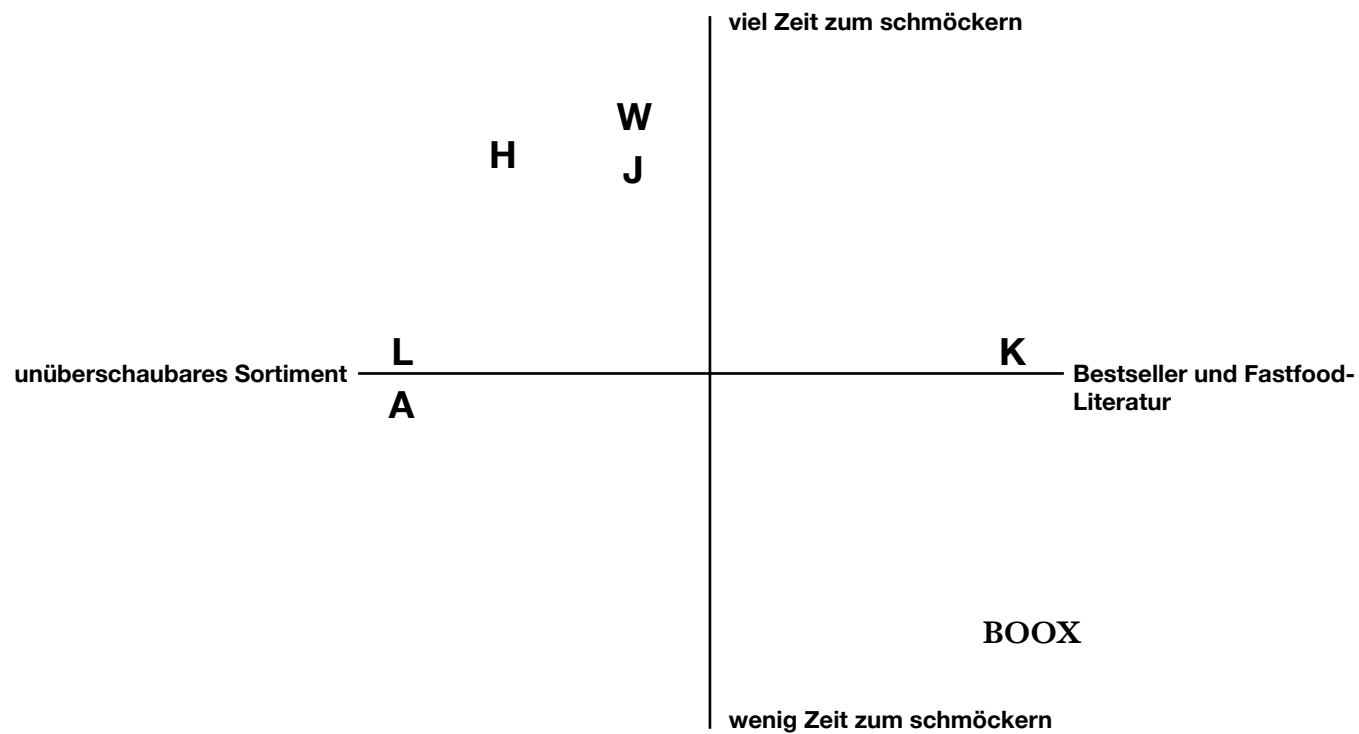 viel Zeit zum schmöckern
W
H
J
L
K
unüberschaubares Sortiment
Bestseller und Fastfood-
Literatur
A
BOOX
wenig Zeit zum schmöckern